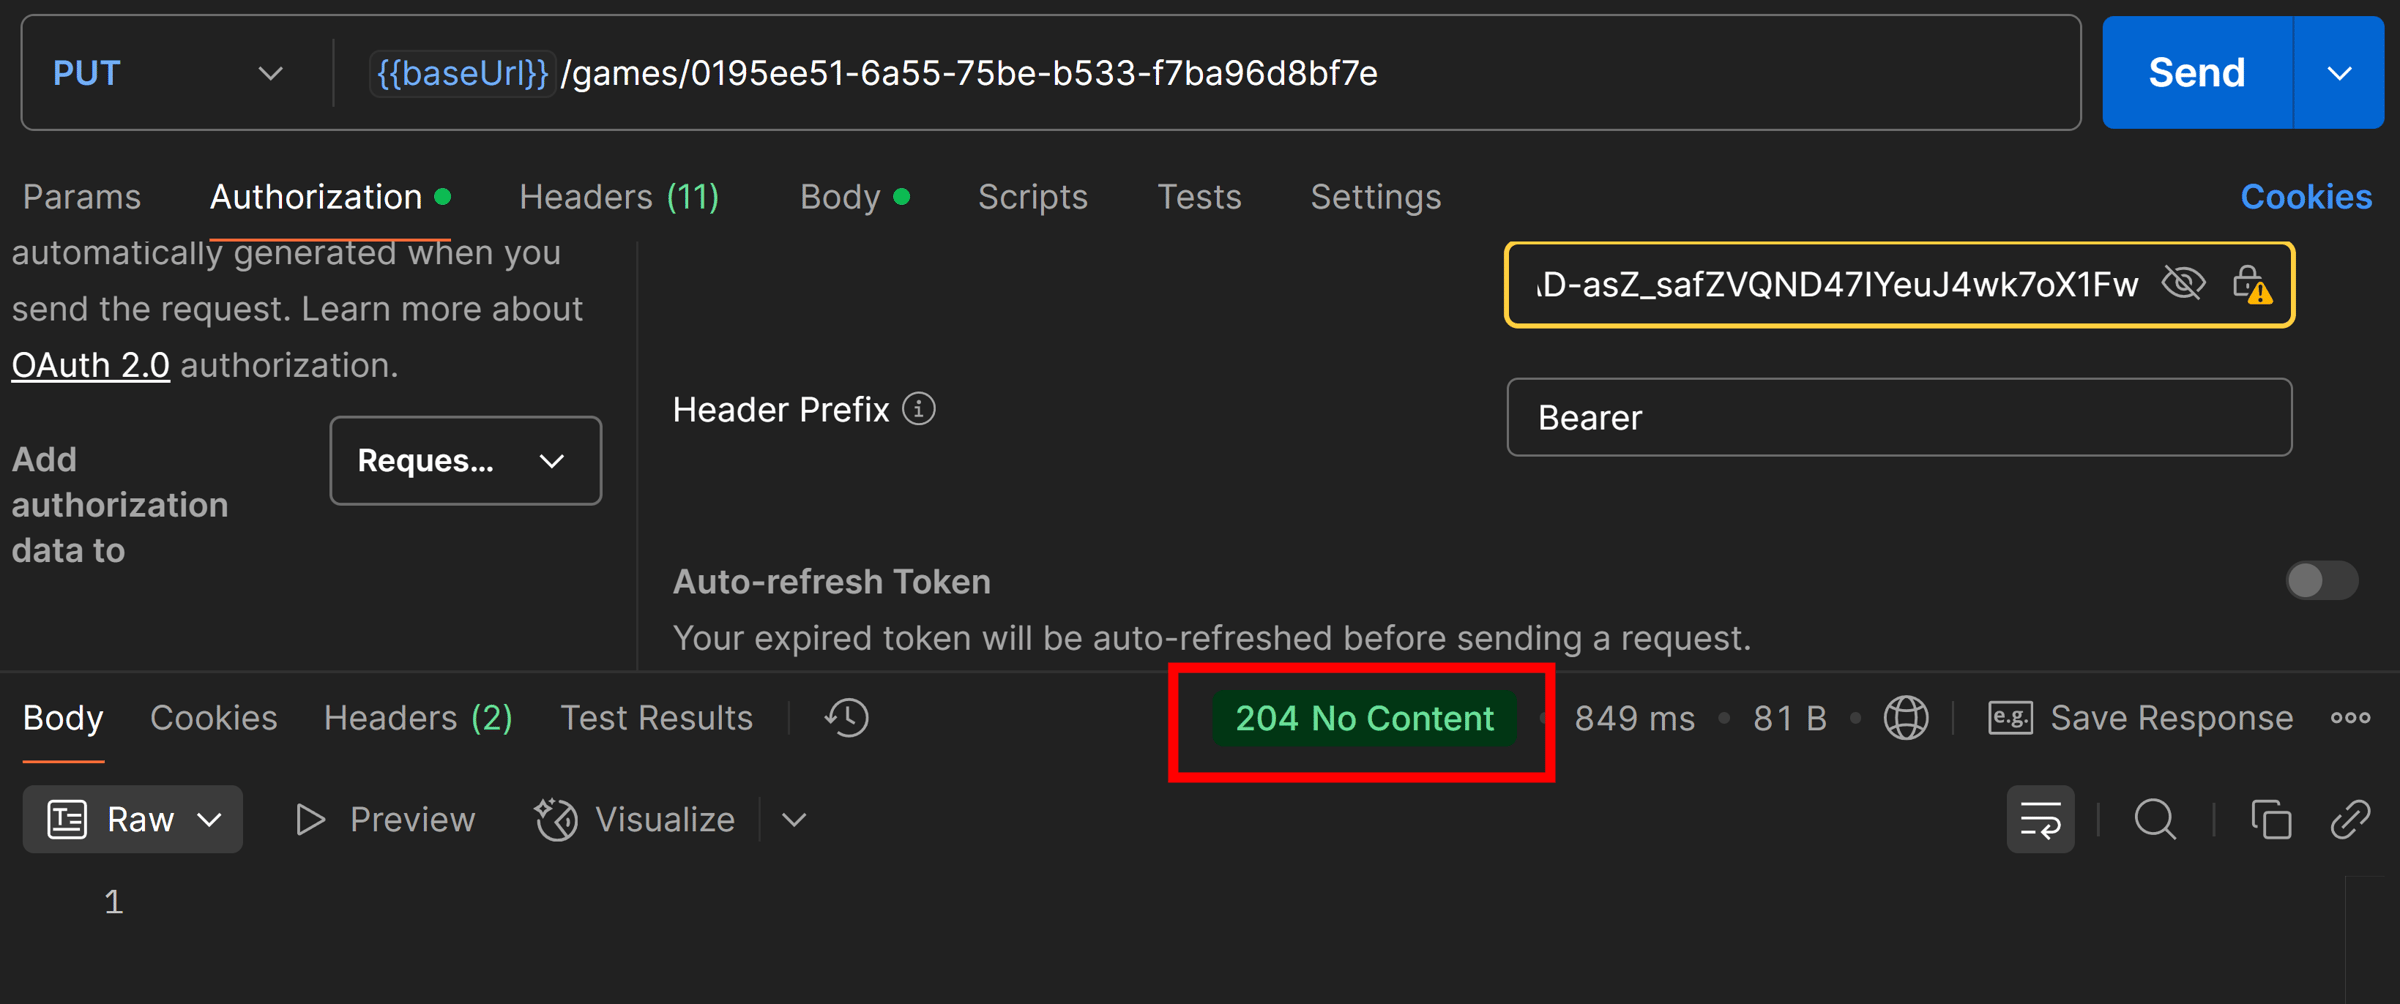 PUT {{baseUrl}}/games/0195ee51-6a55-75be-b533-f7ba96d8bf7e Send
Params Authorization Headers (11) Body Scripts Tests Settings Cookies
automatically generated when you
send the request. Learn more about
OAuth 2.0 authorization.
Add
authorization
data to
Reques...
D-asZ_safZVQND47IYeuJ4wk7oX1Fw
Header Prefix
Bearer
Auto-refresh Token
Your expired token will be auto-refreshed before sending a request.
Body Cookies Headers (2) Test Results 204 No Content 849 ms 81 B e.g. Save Response
Raw Preview Visualize
1